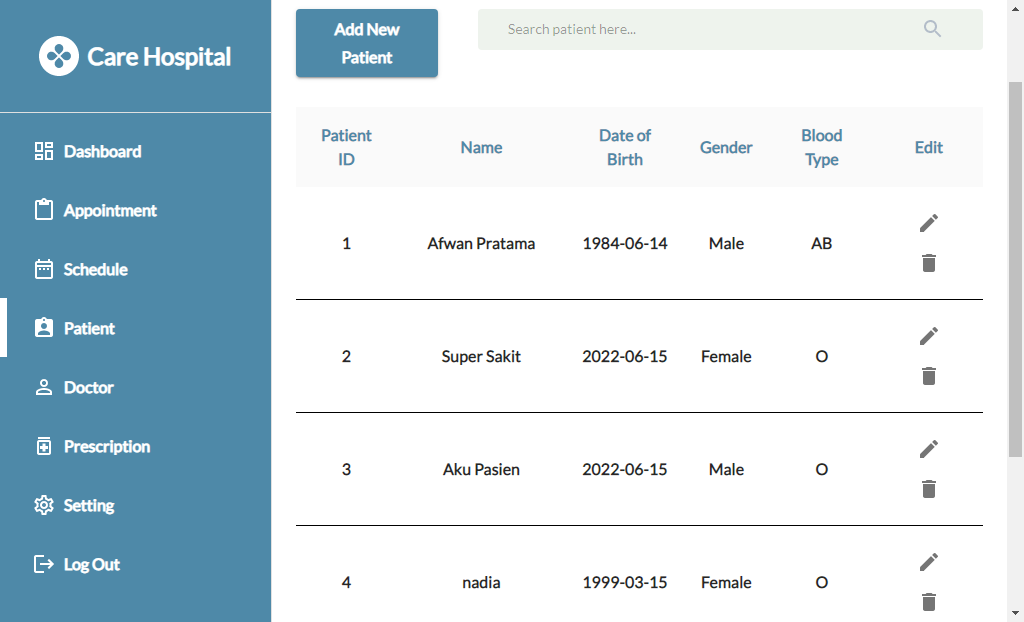 Care Hospital
Dashboard
Appointment
Schedule
Patient
Doctor
Prescription
Setting
Log Out
Add New
Patient
Search patient here...
Patient ID Name Date of Birth Gender Blood Type Edit
1 Afwan Pratama 1984-06-14 Male AB
2 Super Sakit 2022-06-15 Female O
3 Aku Pasien 2022-06-15 Male O
4 nadia 1999-03-15 Female O